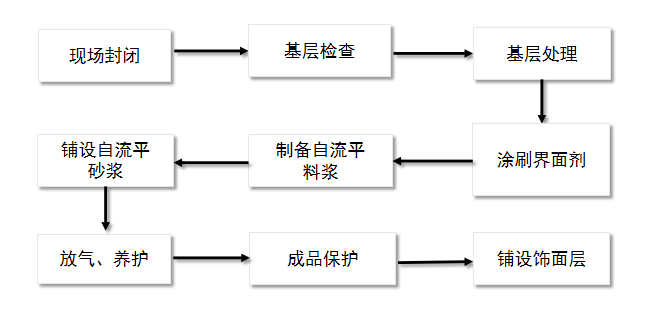 现场封闭
基层检查
基层处理
涂刷界面剂
制备自流平
料浆
铺设自流平
砂浆
放气、养护
成品保护
铺设饰面层